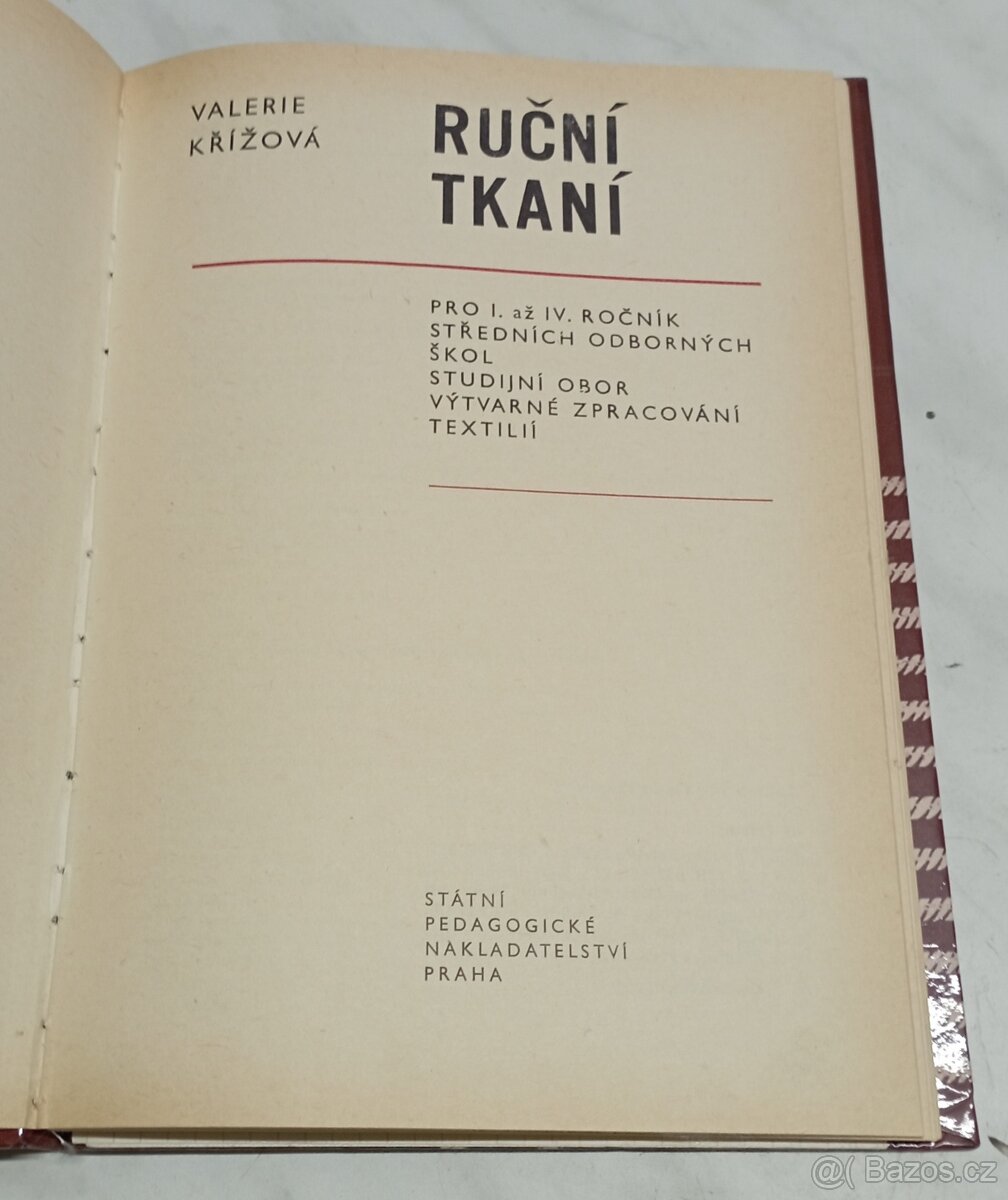 VALERIE
KŘÍŽOVÁ
RUČNÍ
TKANÍ
PRO I. až IV. ROČNÍK
STŘEDNÍCH ODBORNÝCH
ŠKOL
STUDIJNÍ OBOR
VÝTVARNÉ ZPRACOVÁNÍ
TEXTILIÍ
STÁTNÍ
PEDAGOGICKÉ
NAKLADATELSTVÍ
PRAHA
@( Bazos.cz